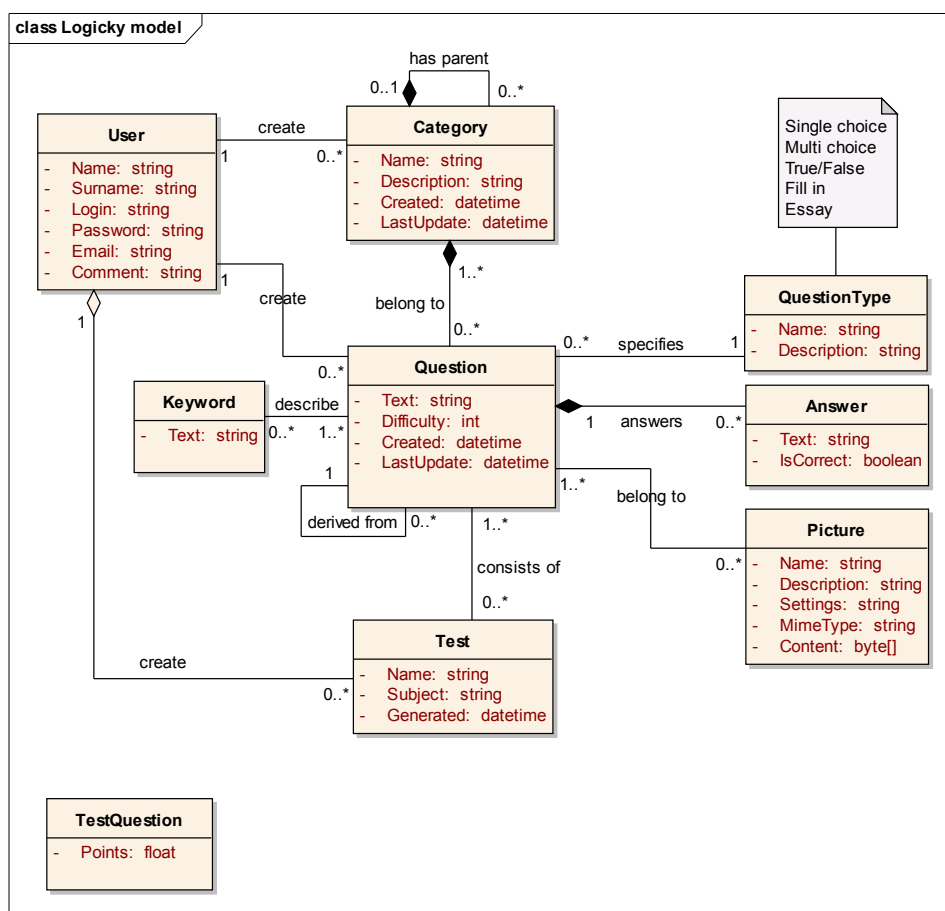 class Logicky model
has parent
0..1
0..*
User
- Name: string
- Surname: string
- Login: string
- Password: string
- Email: string
- Comment: string
create
1
0..*
Category
- Name: string
- Description: string
- Created: datetime
- LastUpdate: datetime
Single choice
Multi choice
True/False
Fill in
Essay
1
create
0..*
1..*
belong to
0..*
1
QuestionType
- Name: string
- Description: string
0..*
specifies
1
Question
- Text: string
- Difficulty: int
- Created: datetime
- LastUpdate: datetime
Keyword
- Text: string
describe
0..*
1..*
1
answers
0..*
Answer
- Text: string
- IsCorrect: boolean
1
derived from
0..*
1..*
belong to
0..*
Picture
- Name: string
- Description: string
- Settings: string
- MimeType: string
- Content: byte[]
1..*
consists of
0..*
create
0..*
Test
- Name: string
- Subject: string
- Generated: datetime
TestQuestion
- Points: float